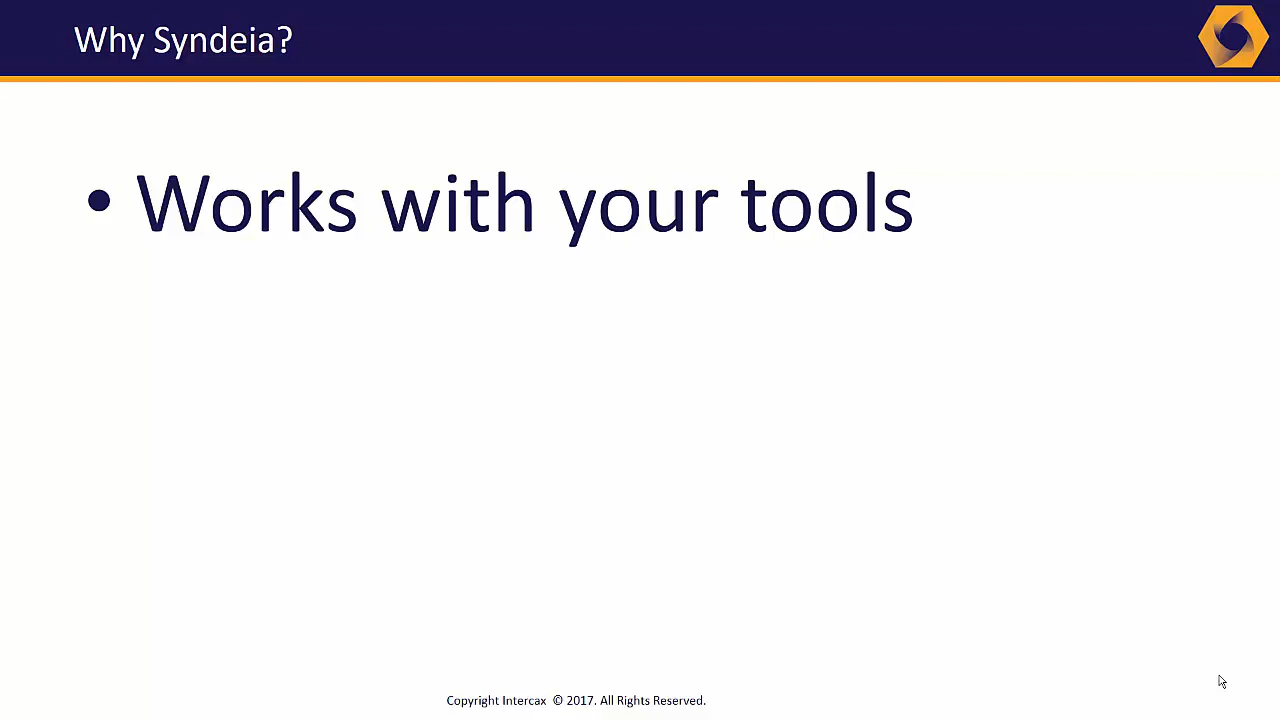 Why Syndeia?
• Works with your tools
Copyright Intercax © 2017. All Rights Reserved.